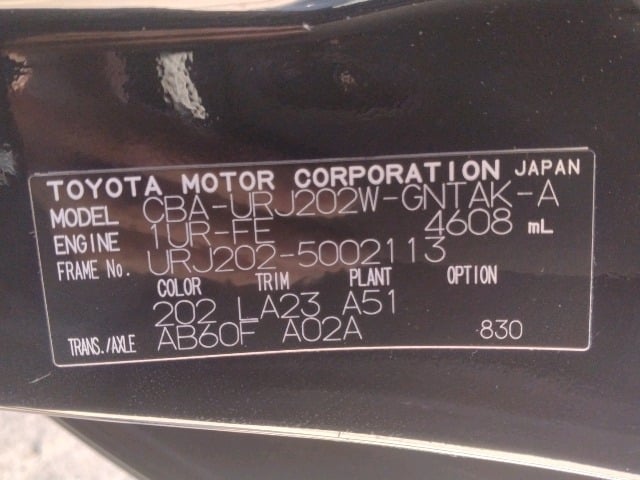 TOYOTA MOTOR CORPORATION JAPAN
MODEL CBA-URJ202W-GNTAK-A
ENGINE 1UR-FE 4608 mL
FRAME No. URJ202-5002113
COLOR TRIM PLANT OPTION
202 LA23 A51
TRANS./AXLE AB60F A02A 830